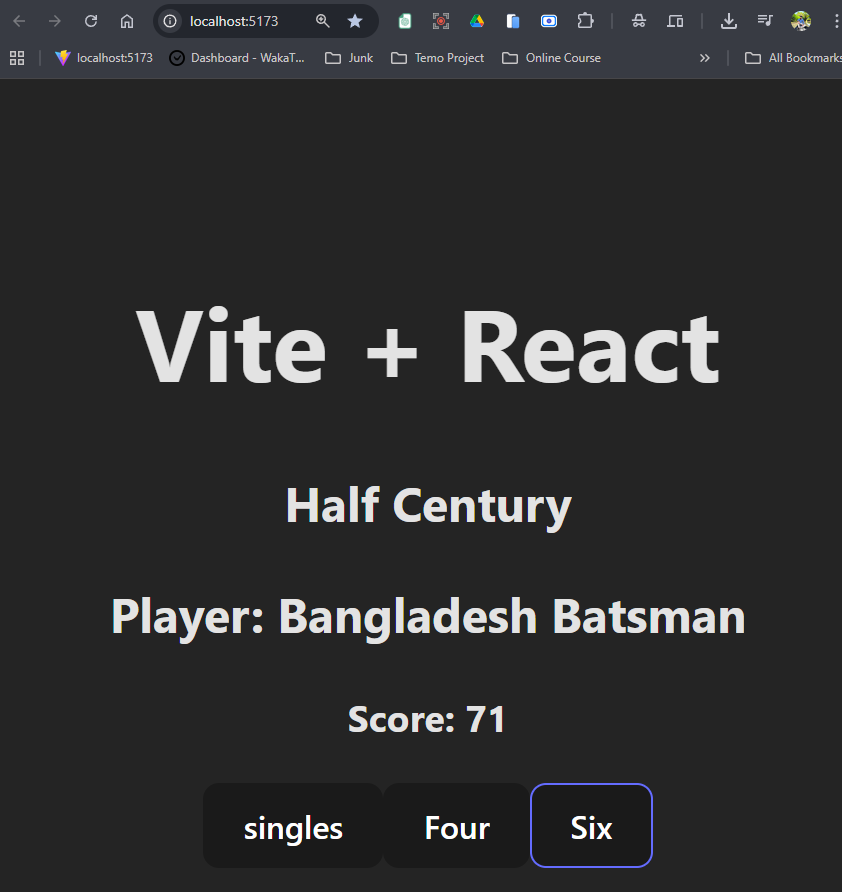 localhost:5173
localhost:5173 Dashboard - WakaT... Junk Temo Project Online Course » All Bookmarks
Vite + React
Half Century
Player: Bangladesh Batsman
Score: 71
singles Four Six